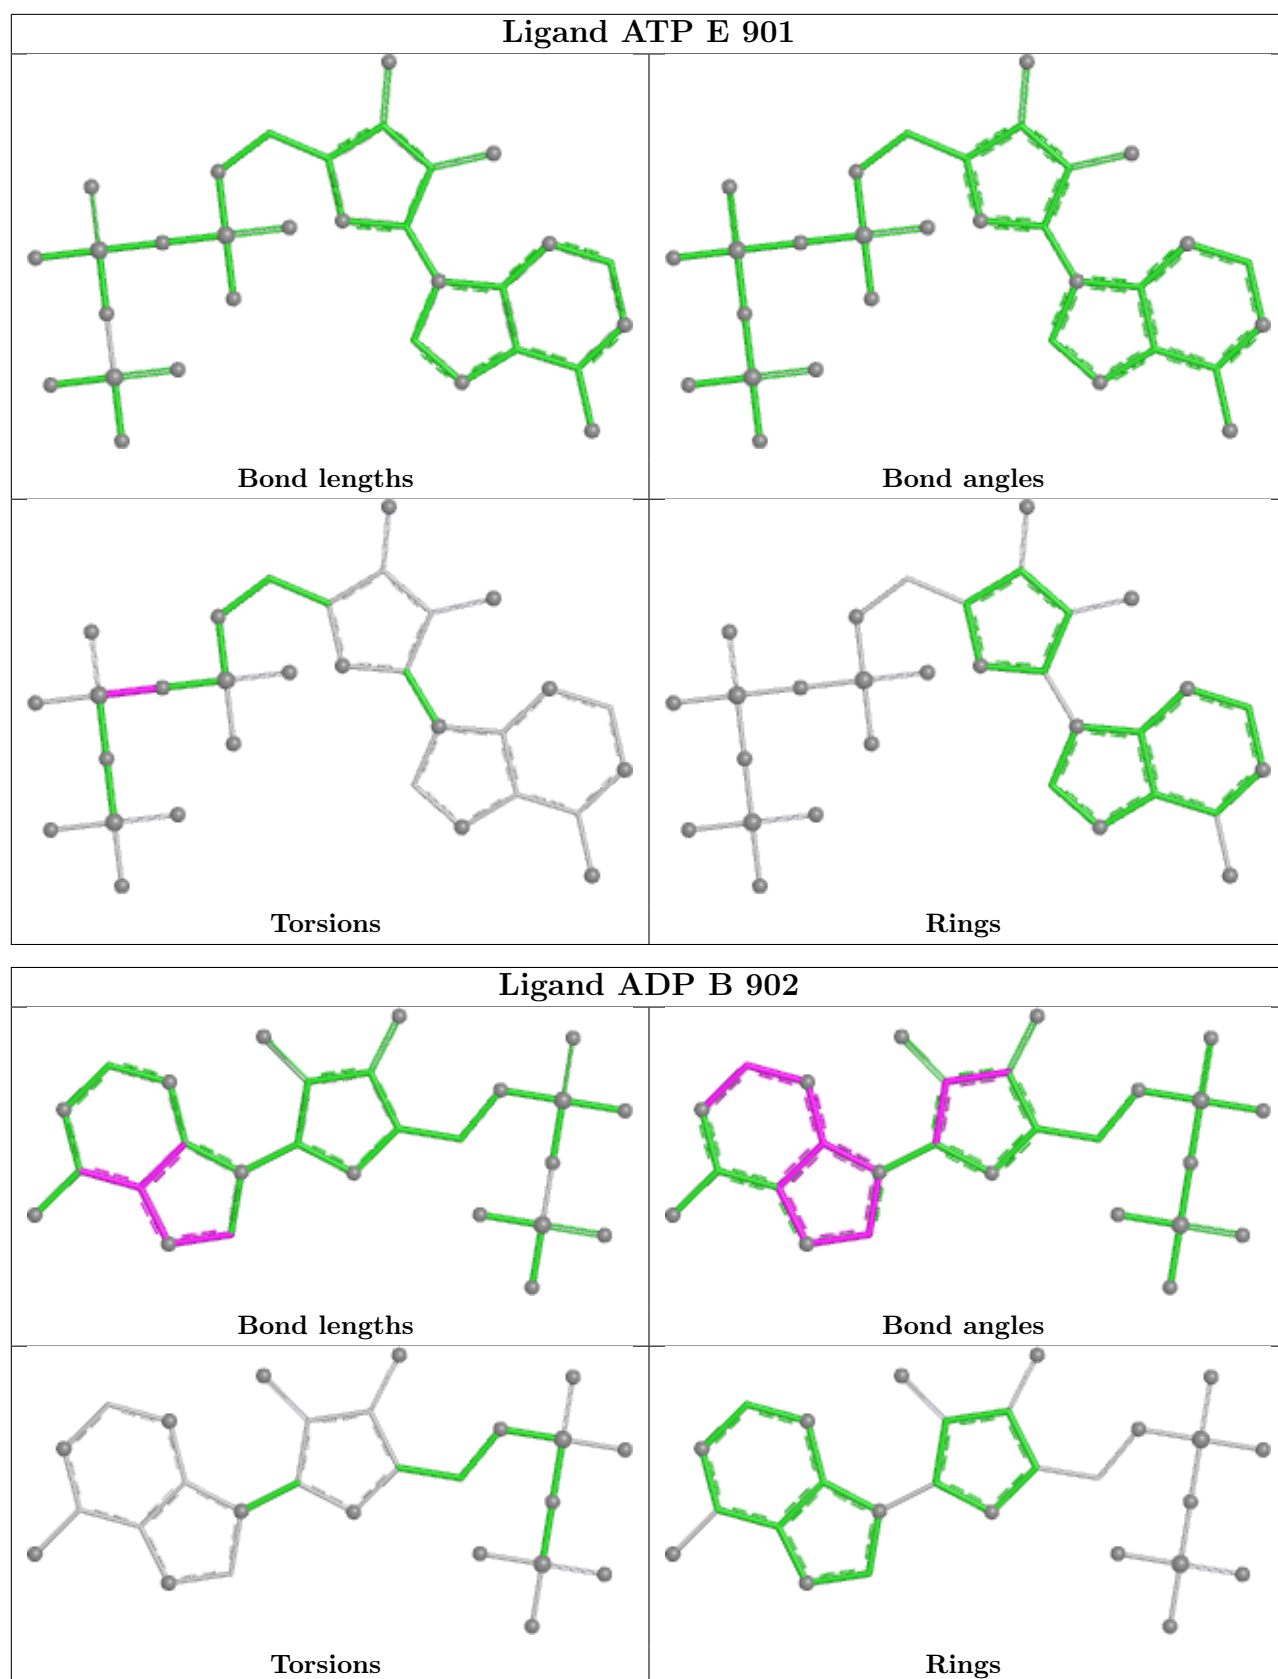 Ligand ATP E 901
Bond lengths
Bond angles
Torsions
Rings
Ligand ADP B 902
Bond lengths
Bond angles
Torsions
Rings